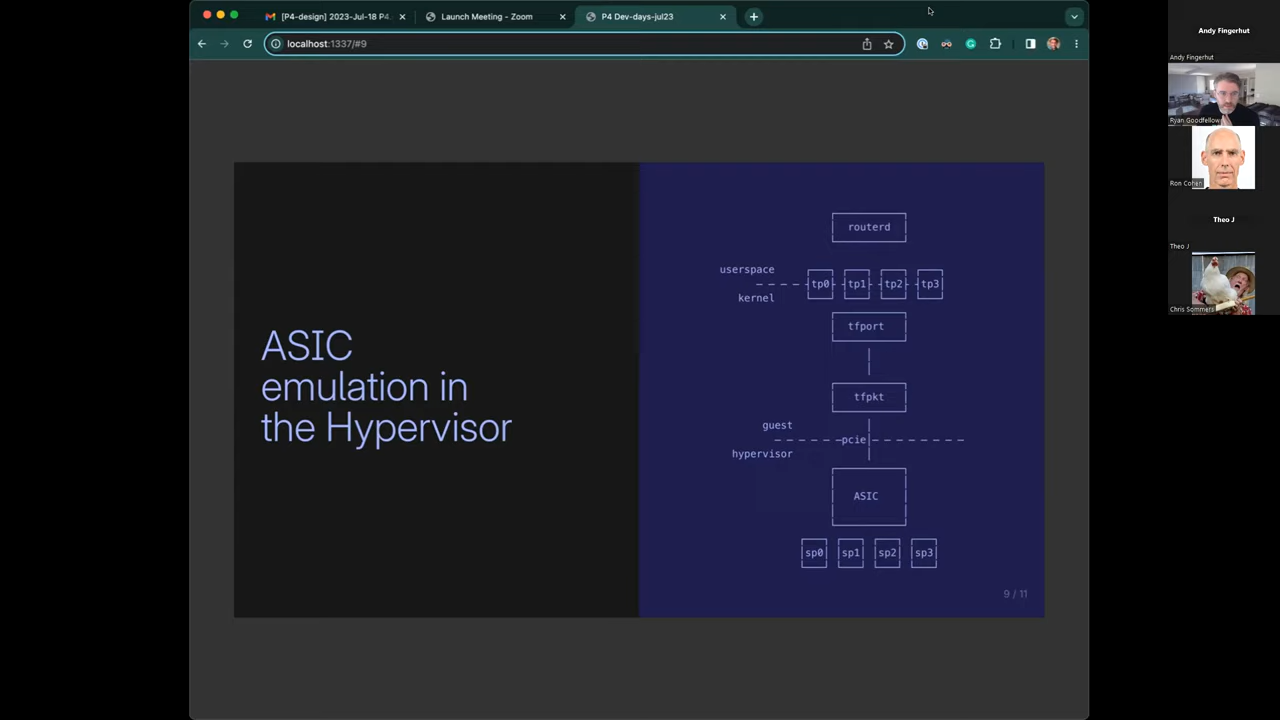 [P4-design] 2023-Jul-18 P4.
Launch Meeting - Zoom
P4 Dev-days-jul23
localhost:1337/#9
ASIC
emulation in
the Hypervisor
routerd
userspace
tp0 tp1 tp2 tp3
kernel
tfport
tfpkt
guest
pcie
hypervisor
ASIC
sp0 sp1 sp2 sp3
9 / 11
Andy Fingerhut
Andy Fingerhut
Ryan Goodfellow
Ron Cohen
Theo J
Theo J
Chris Sommers